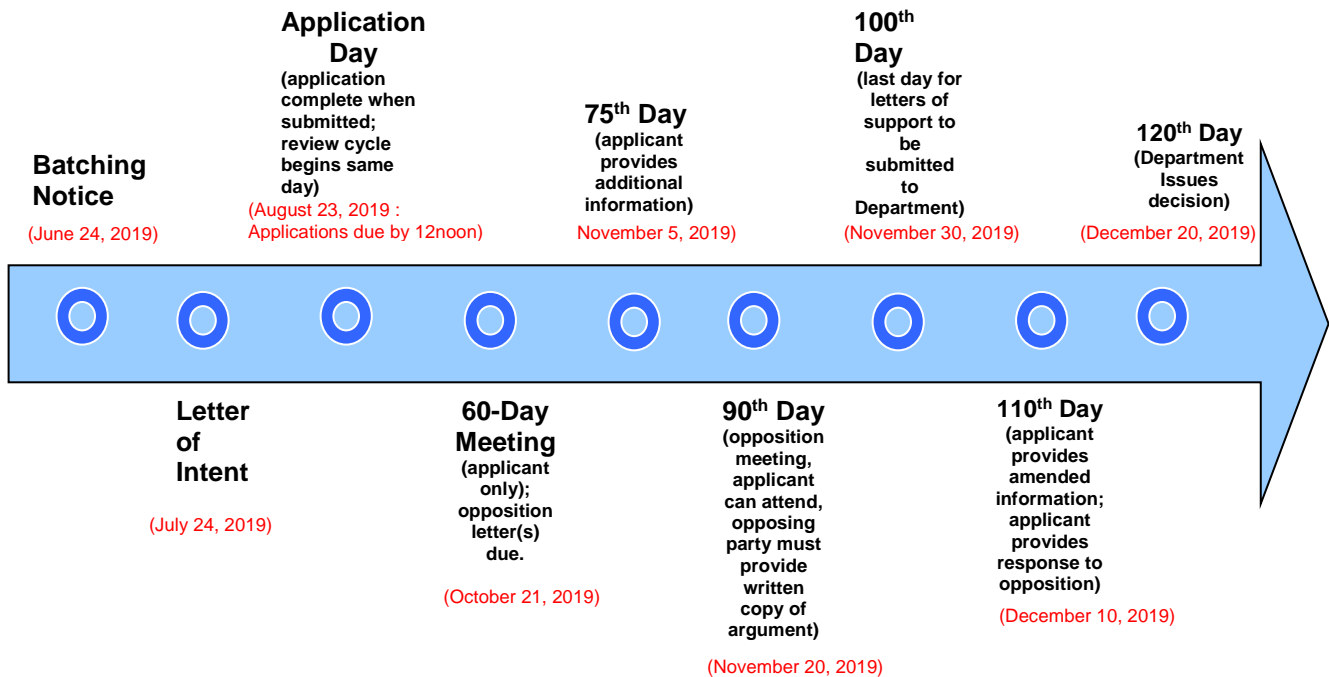 Batching
Notice
(June 24, 2019)
Letter
of
Intent
(July 24, 2019)
Application
Day
(application
complete when
submitted;
review cycle
begins same
day)
(August 23, 2019 :
Applications due by 12noon)
60-Day
Meeting
(applicant
only);
opposition
letter(s)
due.
(October 21, 2019)
75th Day
(applicant
provides
additional
information)
November 5, 2019)
90th Day
(opposition
meeting,
applicant
can attend,
opposing
party must
provide
written
copy of
argument)
(November 20, 2019)
100th
Day
(last day for
letters of
support to
be
submitted
to
Department)
(November 30, 2019)
110th Day
(applicant
provides
amended
information;
applicant
provides
response to
opposition)
(December 10, 2019)
120th Day
(Department
Issues
decision)
(December 20, 2019)